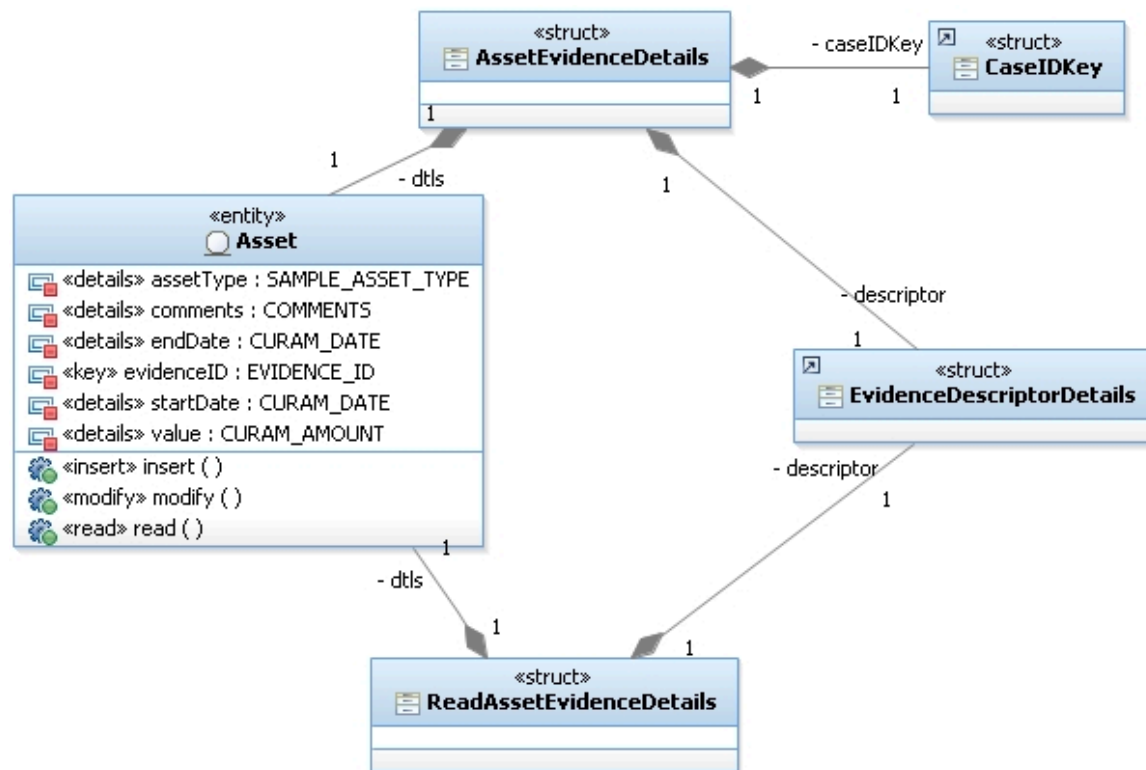 «struct»
AssetEvidenceDetails
- caseIDKey
«struct»
CaseIDKey
1
1
1
1
- dtls
1
«entity»
Asset
«details» assetType : SAMPLE_ASSET_TYPE
«details» comments : COMMENTS
«details» endDate : CURAM_DATE
«key» evidenceID : EVIDENCE_ID
«details» startDate : CURAM_DATE
«details» value : CURAM_AMOUNT
«insert» insert ( )
«modify» modify ( )
«read» read ( )
- descriptor
1
«struct»
EvidenceDescriptorDetails
- descriptor
1
1
- dtls
1
1
«struct»
ReadAssetEvidenceDetails